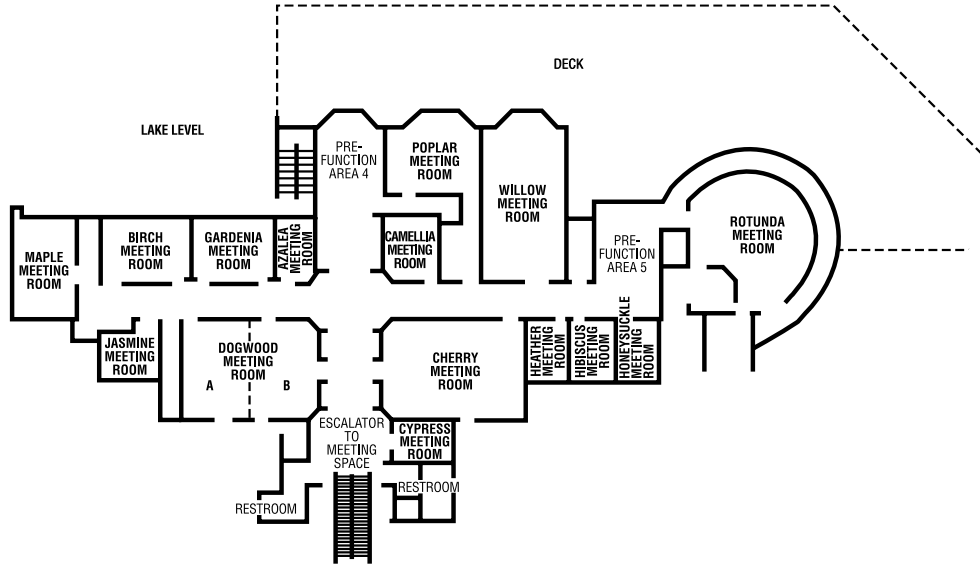 DECK
LAKE LEVEL
PRE-
FUNCTION
AREA 4
POPLAR
MEETING
ROOM
WILLOW
MEETING
ROOM
ROTUNDA
MEETING
ROOM
MAPLE
MEETING
ROOM
BIRCH
MEETING
ROOM
GARDENIA
MEETING
ROOM
AZALEA
MEETING
ROOM
CAMELLIA
MEETING
ROOM
PRE-
FUNCTION
AREA 5
JASMINE
MEETING
ROOM
DOGWOOD
MEETING
ROOM
A
B
CHERRY
MEETING
ROOM
HEATHER
MEETING
ROOM
HIBISCUS
MEETING
ROOM
HONEYSUCKLE
MEETING
ROOM
ESCALATOR
TO
MEETING
SPACE
CYPRESS
MEETING
ROOM
RESTROOM
RESTROOM